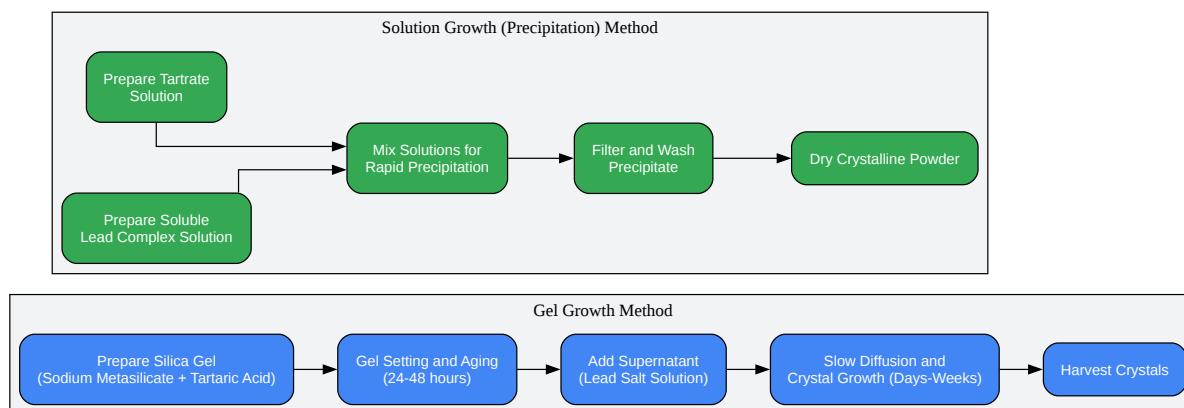 Solution Growth (Precipitation) Method
Prepare Tartrate
Solution
Mix Solutions for
Rapid Precipitation
Filter and Wash
Precipitate
Dry Crystalline Powder
Prepare Soluble
Lead Complex Solution
Gel Growth Method
Prepare Silica Gel
(Sodium Metasilicate + Tartaric Acid)
Gel Setting and Aging
(24-48 hours)
Add Supernatant
(Lead Salt Solution)
Slow Diffusion and
Crystal Growth (Days-Weeks)
Harvest Crystals